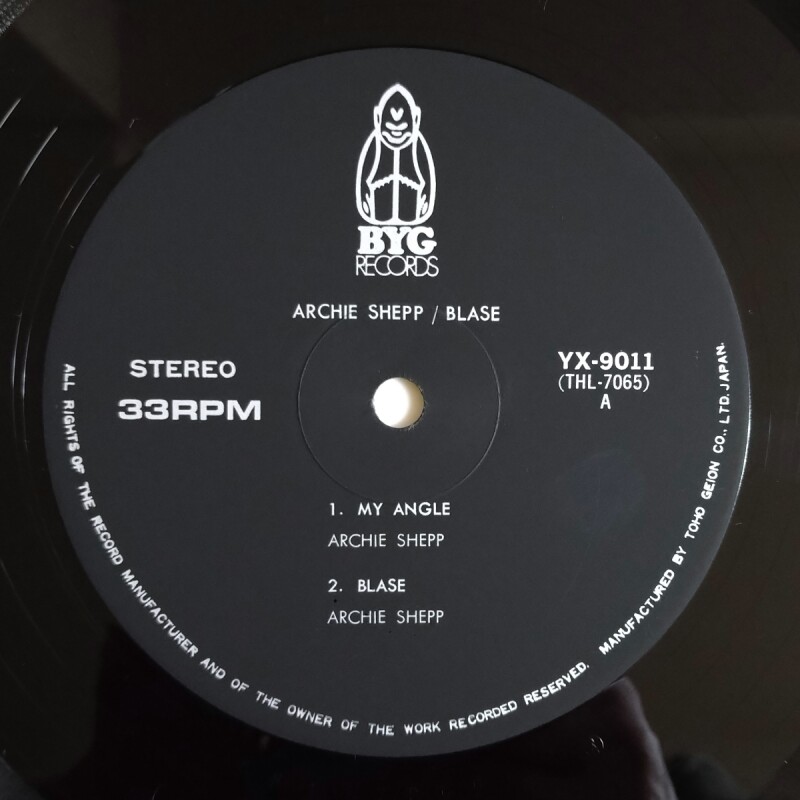 BYG
RECORDS
ARCHIE SHEPP / BLASE
STEREO
33RPM
YX-9011
(THL-7065)
A
1. MY ANGLE
ARCHIE SHEPP
2. BLASE
ARCHIE SHEPP
ALL RIGHTS OF THE RECORD MANUFACTURER AND OF THE OWNER OF THE WORK RECORDED RESERVED. MANUFACTURED BY TOHO GEION CO., LTD. JAPAN.